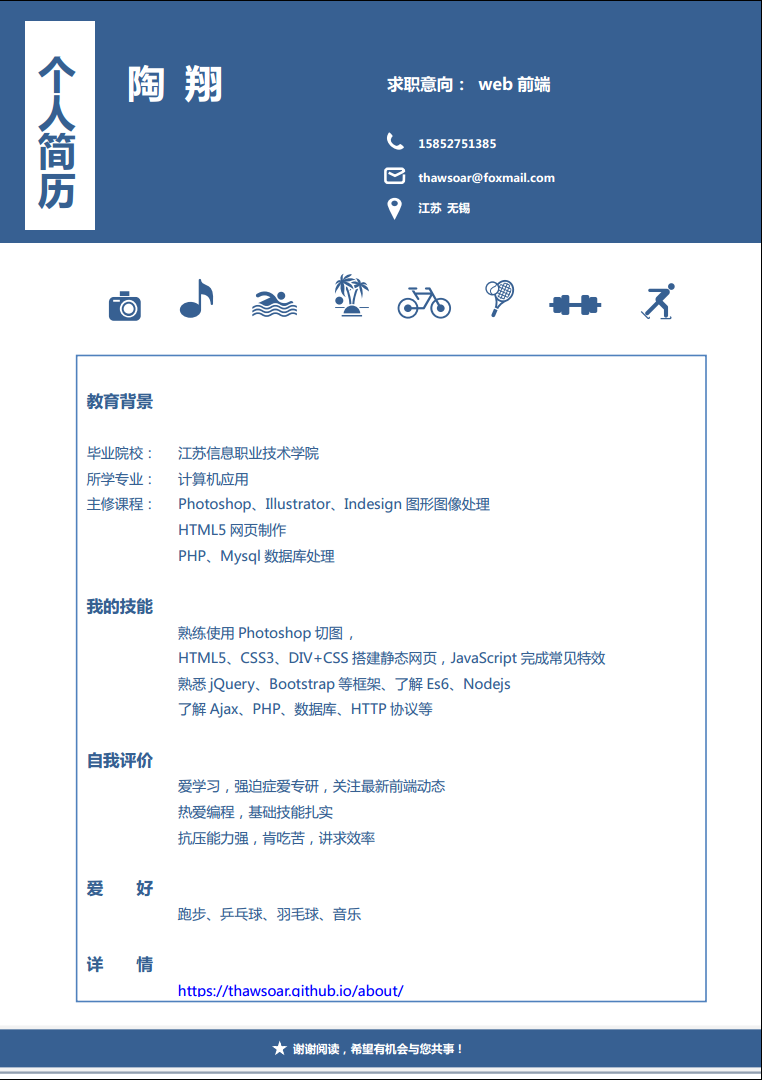 个人简历
陶 翔
求职意向： web 前端
15852751385
thawsoar@foxmail.com
江苏 无锡
教育背景
毕业院校： 江苏信息职业技术学院
所学专业： 计算机应用
主修课程： Photoshop、Illustrator、Indesign 图形图像处理
HTML5 网页制作
PHP、Mysql 数据库处理
我的技能
熟练使用 Photoshop 切图，
HTML5、CSS3、DIV+CSS 搭建静态网页，JavaScript 完成常见特效
熟悉 jQuery、Bootstrap 等框架、了解 Es6、Nodejs
了解 Ajax、PHP、数据库、HTTP 协议等
自我评价
爱学习，强迫症爱专研，关注最新前端动态
热爱编程，基础技能扎实
抗压能力强，肯吃苦，讲求效率
爱 好
跑步、乒乓球、羽毛球、音乐
详 情
https://thawsoar.github.io/about/
谢谢阅读，希望有机会与您共事！